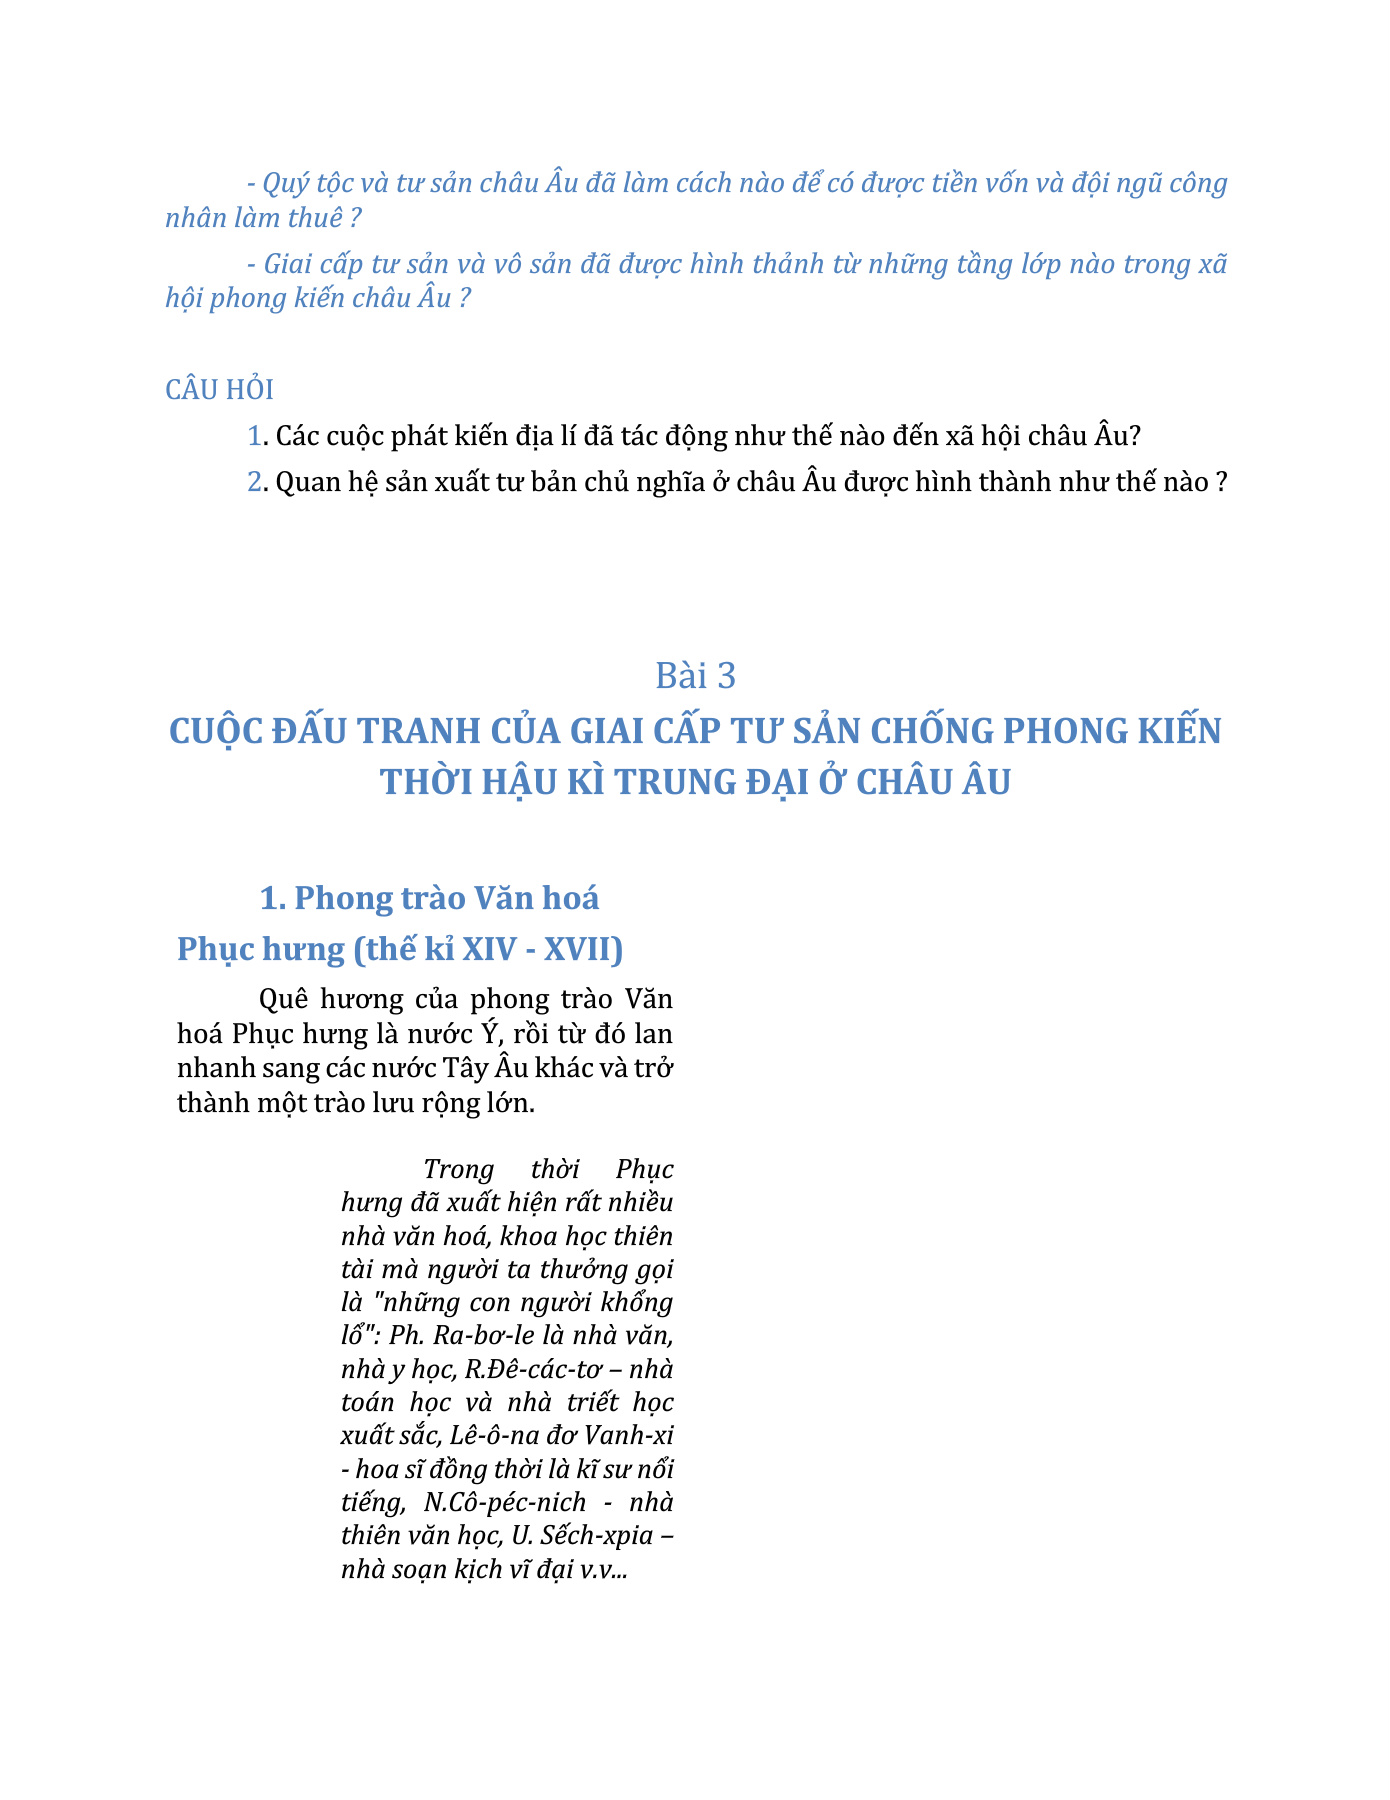 - Quý tộc và tư sản châu Âu đã làm cách nào để có được tiền vốn và đội ngũ công
nhân làm thuê ?
- Giai cấp tư sản và vô sản đã được hình thảnh từ những tầng lớp nào trong xã
hội phong kiến châu Âu ?
CÂU HỎI
1. Các cuộc phát kiến địa lí đã tác động như thế nào đến xã hội châu Âu?
2. Quan hệ sản xuất tư bản chủ nghĩa ở châu Âu được hình thành như thế nào ?
Bài 3
CUỘC ĐẤU TRANH CỦA GIAI CẤP TƯ SẢN CHỐNG PHONG KIẾN
THỜI HẬU KÌ TRUNG ĐẠI Ở CHÂU ÂU
1. Phong trào Văn hoá
Phục hưng (thế kỉ XIV - XVII)
Quê hương của phong trào Văn
hoá Phục hưng là nước Ý, rồi từ đó lan
nhanh sang các nước Tây Âu khác và trở
thành một trào lưu rộng lớn.
Trong thời Phục
hưng đã xuất hiện rất nhiều
nhà văn hoá, khoa học thiên
tài mà người ta thưởng gọi
là "những con người khổng
lồ": Ph. Ra-bơ-le là nhà văn,
nhà y học, R.Đê-các-tơ – nhà
toán học và nhà triết học
xuất sắc, Lê-ô-na đơ Vanh-xi
- hoa sĩ đồng thời là kĩ sư nổi
tiếng, N.Cô-péc-nich - nhà
thiên văn học, U. Sếch-xpia –
nhà soạn kịch vĩ đại v.v...